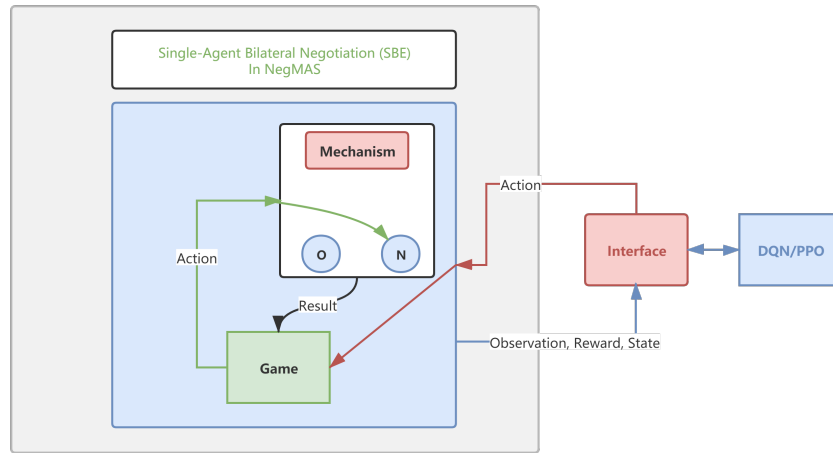 Single-Agent Bilateral Negotiation (SBE)
In NegMAS
Mechanism
Action
Action
O
N
Interface
DQN/PPO
Result
Observation, Reward, State
Game